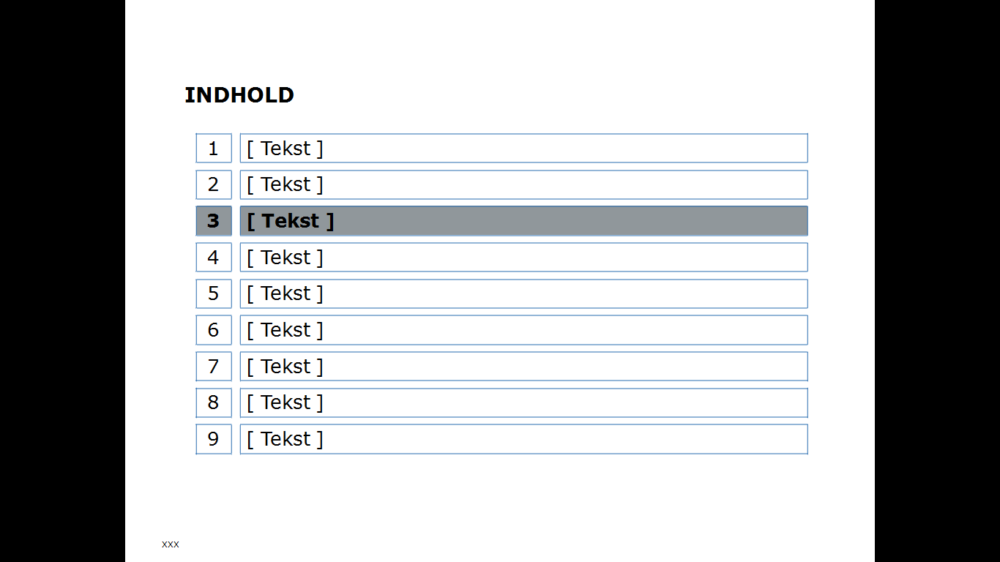 INDHOLD
1 [ Tekst ]
2 [ Tekst ]
3 [ Tekst ]
4 [ Tekst ]
5 [ Tekst ]
6 [ Tekst ]
7 [ Tekst ]
8 [ Tekst ]
9 [ Tekst ]
xxx